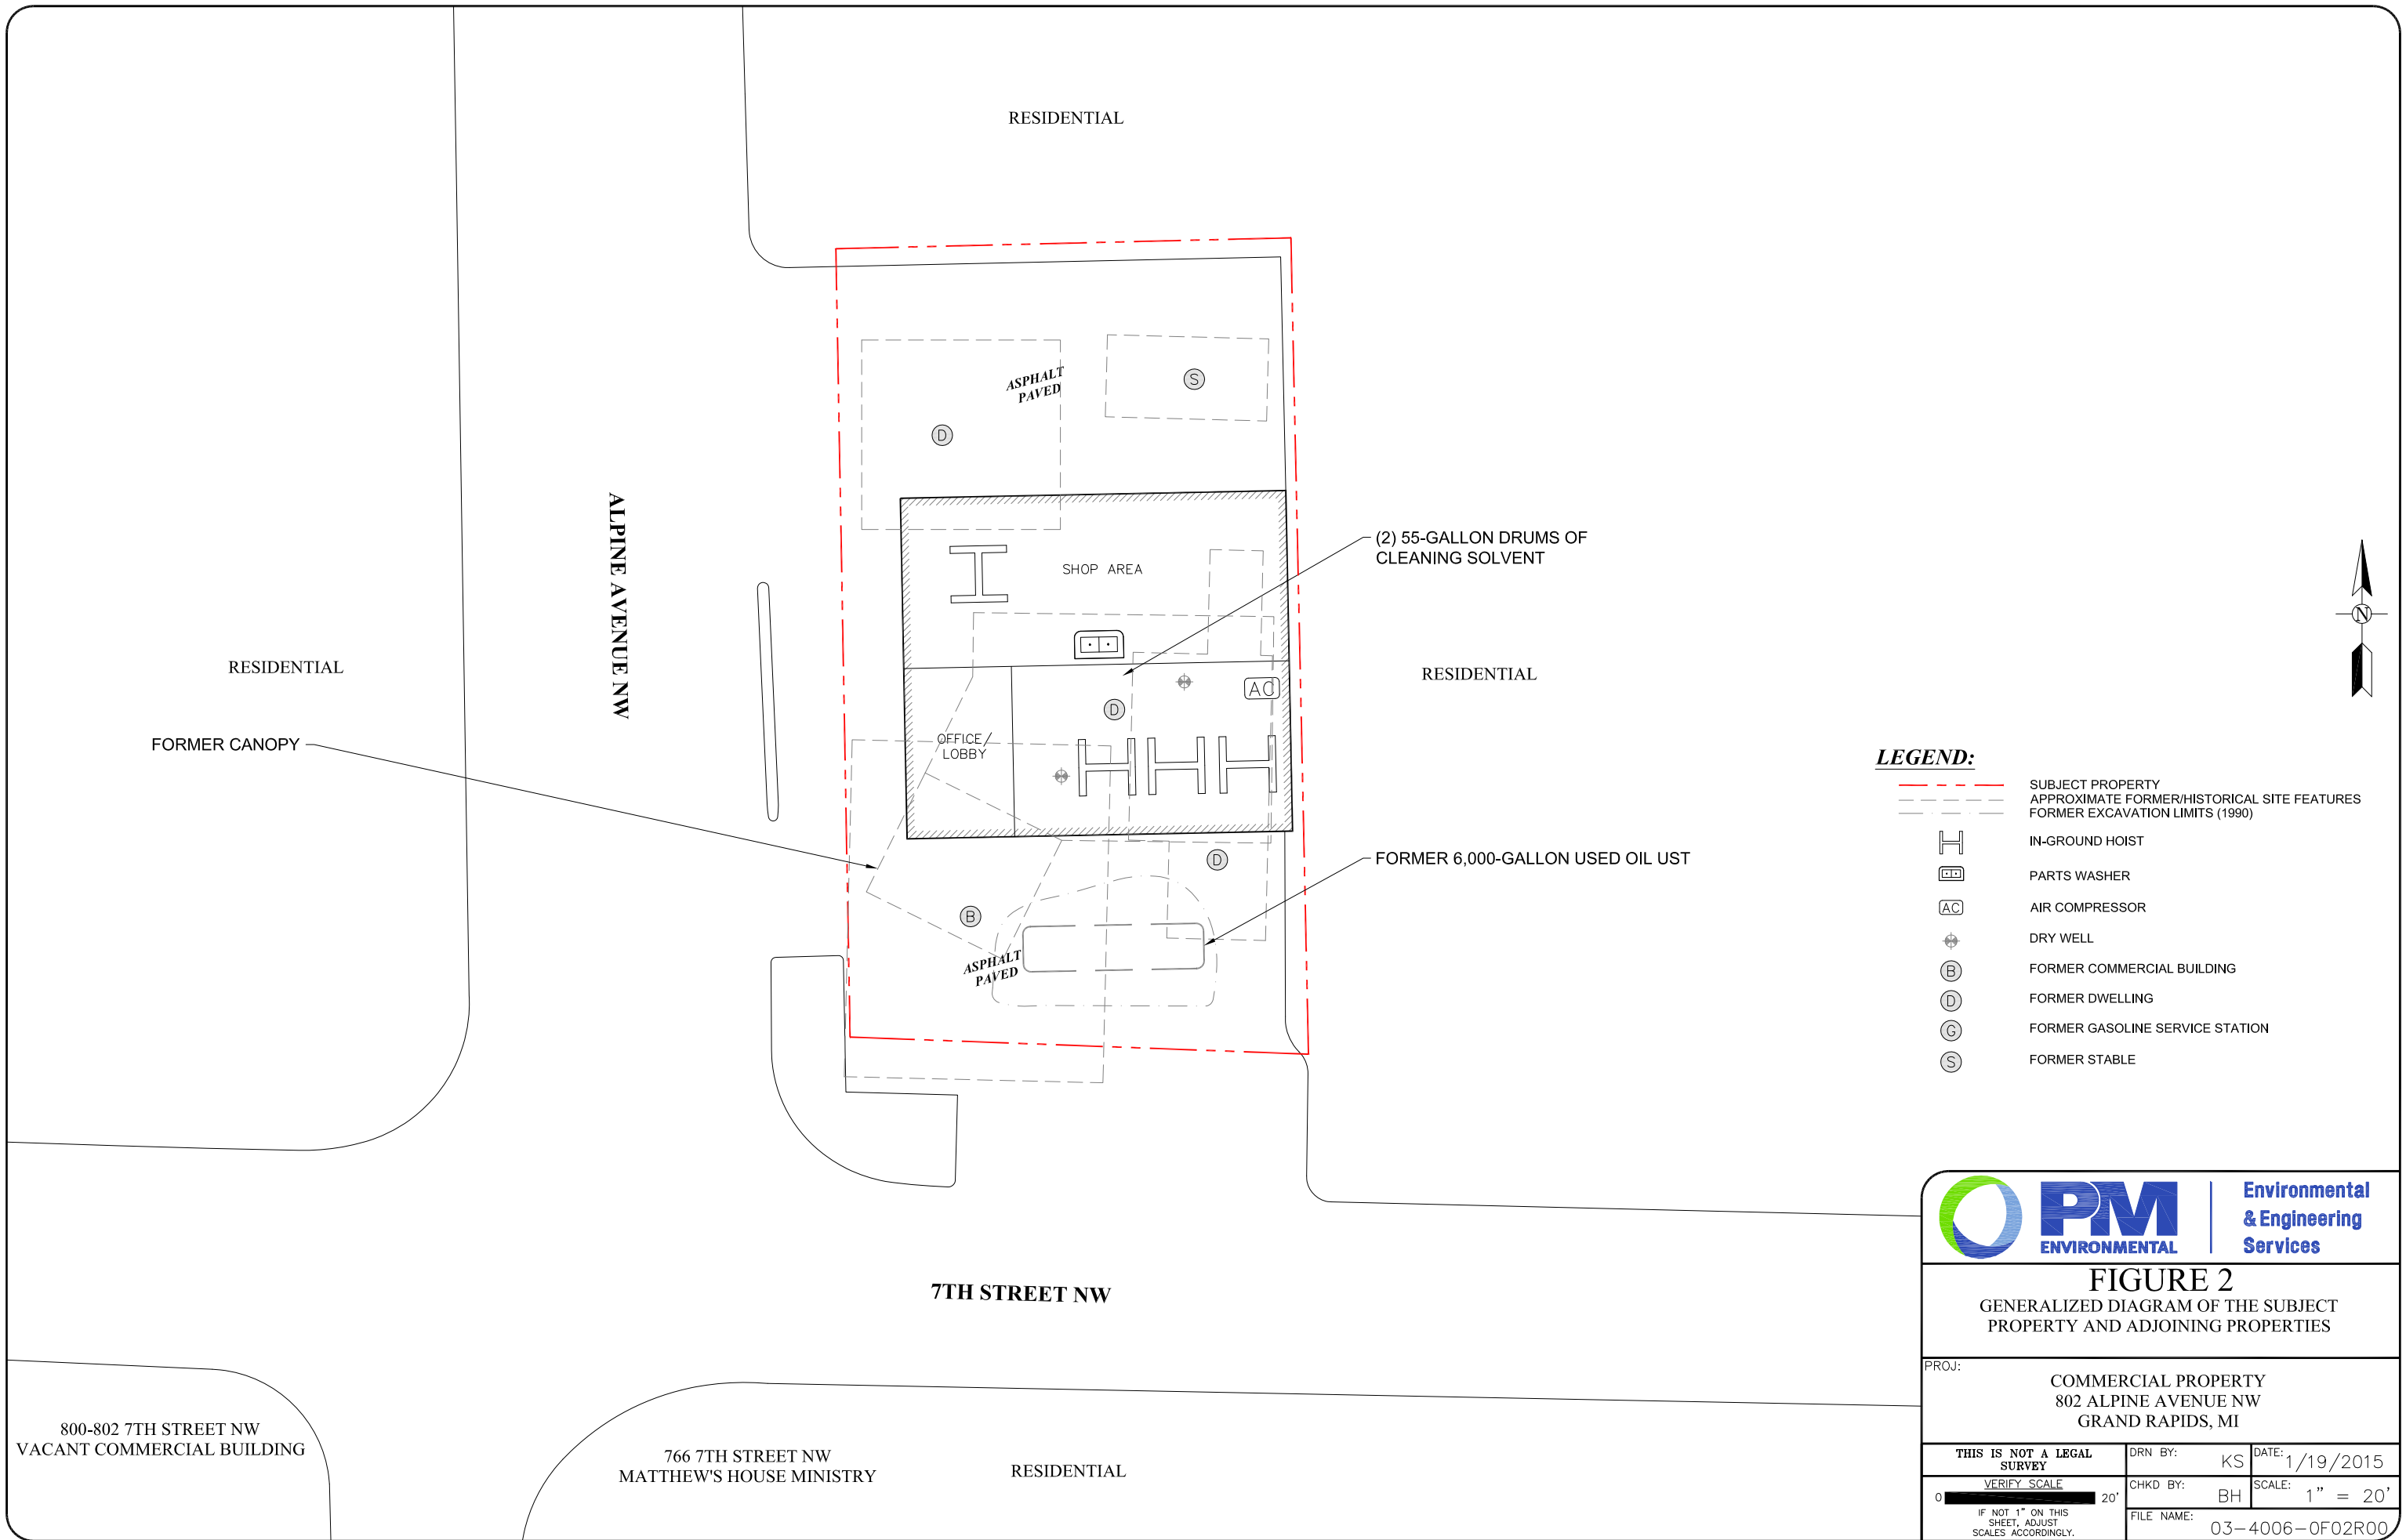 RESIDENTIAL
ASPHALT
PAVED
S
D
ALPINE AVENUE NW
(2) 55-GALLON DRUMS OF
CLEANING SOLVENT
SHOP AREA
N
RESIDENTIAL
RESIDENTIAL
AC
D
OFFICE/
LOBBY
FORMER CANOPY
FORMER 6,000-GALLON USED OIL UST
D
B
ASPHALT
PAVED
LEGEND:
SUBJECT PROPERTY
APPROXIMATE FORMER/HISTORICAL SITE FEATURES
FORMER EXCAVATION LIMITS (1990)
IN-GROUND HOIST
PARTS WASHER
AC AIR COMPRESSOR
DRY WELL
B FORMER COMMERCIAL BUILDING
D FORMER DWELLING
G FORMER GASOLINE SERVICE STATION
S FORMER STABLE
7TH STREET NW
800-802 7TH STREET NW
VACANT COMMERCIAL BUILDING
766 7TH STREET NW
MATTHEW'S HOUSE MINISTRY
RESIDENTIAL
PM
ENVIRONMENTAL
Environmental
& Engineering
Services
FIGURE 2
GENERALIZED DIAGRAM OF THE SUBJECT
PROPERTY AND ADJOINING PROPERTIES
PROJ:
COMMERCIAL PROPERTY
802 ALPINE AVENUE NW
GRAND RAPIDS, MI
THIS IS NOT A LEGAL
SURVEY
VERIFY SCALE
0 20'
IF NOT 1" ON THIS
SHEET, ADJUST
SCALES ACCORDINGLY.
DRN BY: KS
DATE: 1/19/2015
CHKD BY: BH
SCALE: 1" = 20'
FILE NAME: 03-4006-0F02R00